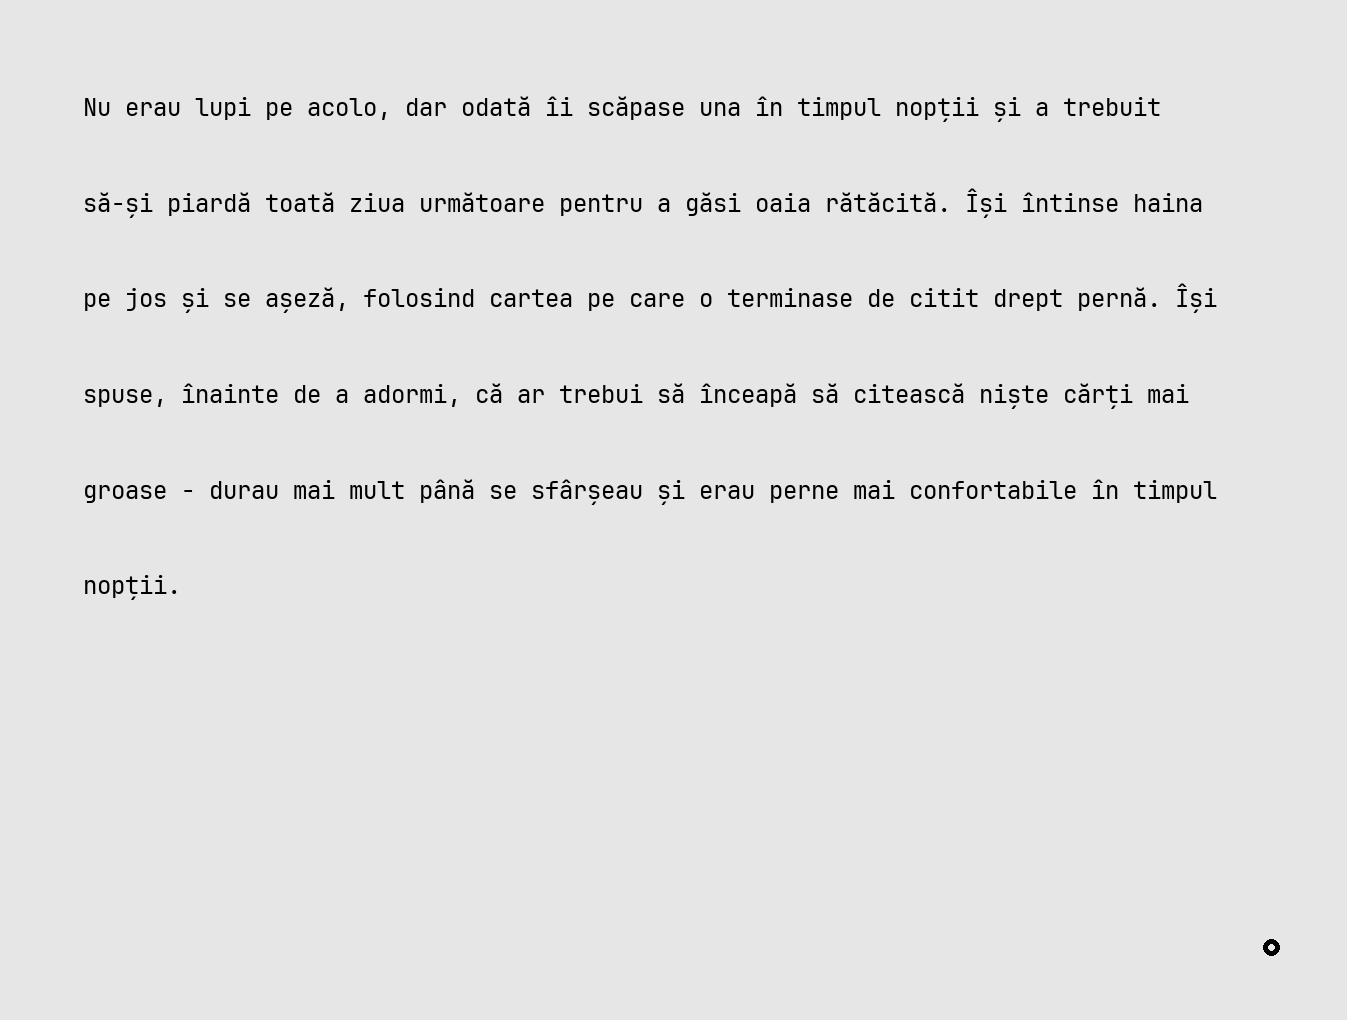 Nu erau lupi pe acolo, dar odată îi scăpase una în timpul nopții și a trebuit
să-și piardă toată ziua următoare pentru a găsi oaia rătăcită. Își întinse haina
pe jos și se așeză, folosind cartea pe care o terminase de citit drept pernă. Își
spuse, înainte de a adormi, că ar trebui să înceapă să citească niște cărți mai
groase - durau mai mult până se sfârșeau și erau perne mai confortabile în timpul
nopții.